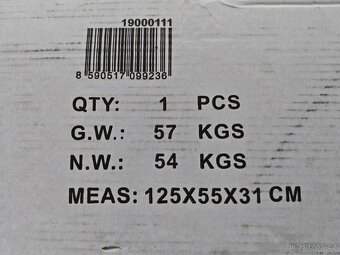 19000111
8 590517 099236
QTY: 1 PCS
G.W.: 57 KGS
N.W.: 54 KGS
MEAS: 125X55X31 CM